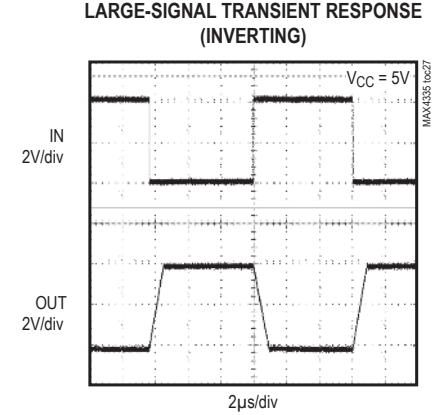 LARGE-SIGNAL TRANSIENT RESPONSE
(INVERTING)
VCC = 5V
MAX4335 toc27
IN
2V/div
OUT
2V/div
2µs/div